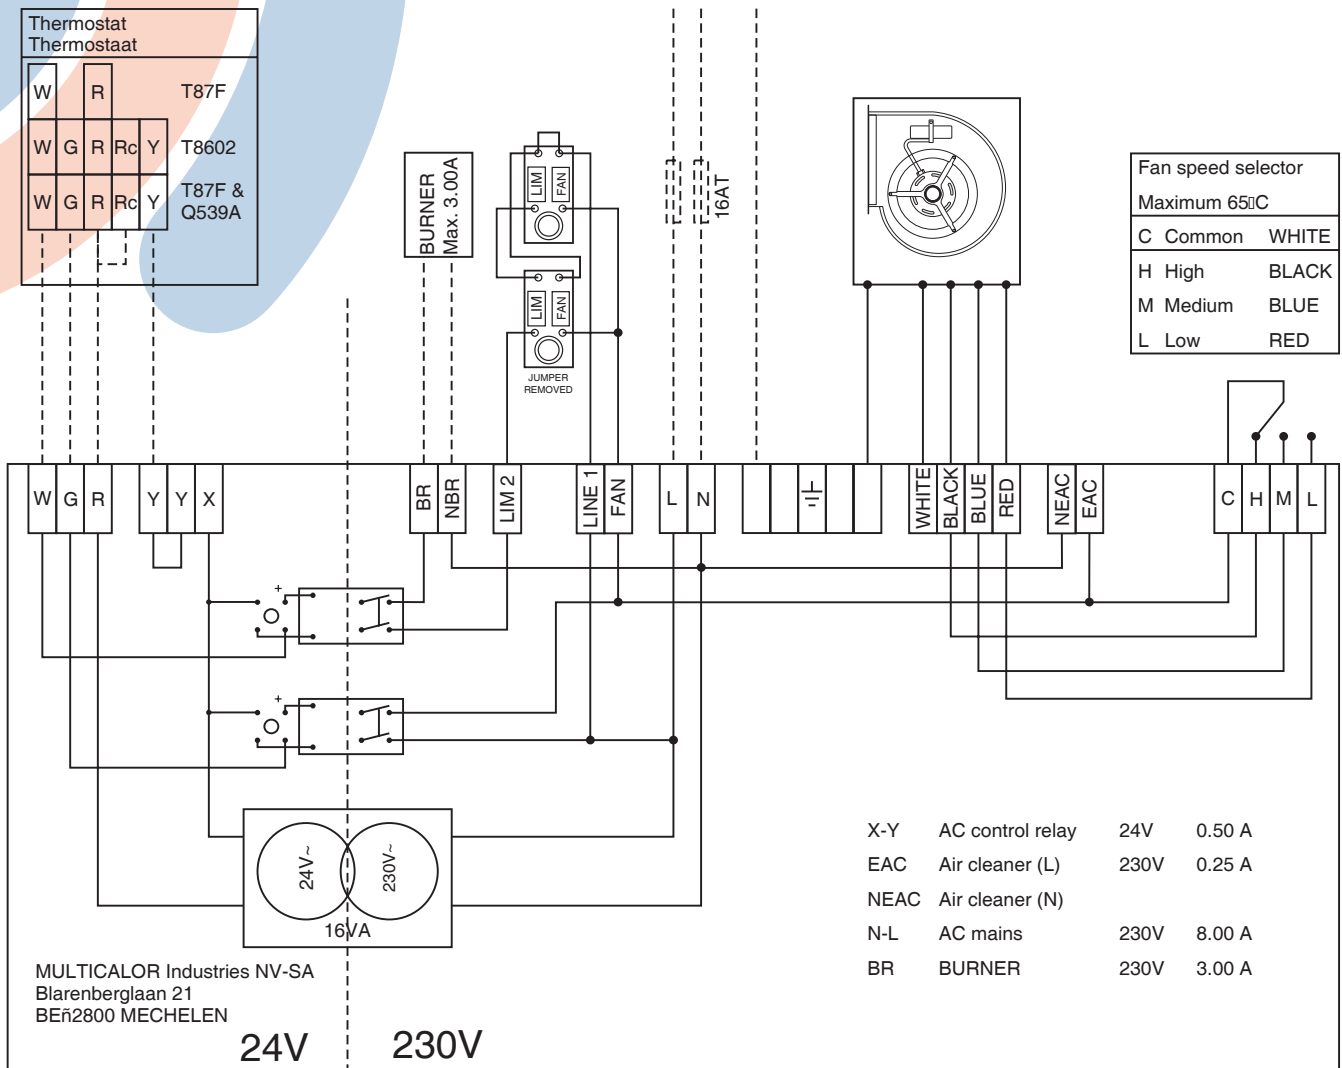 Thermostat
Thermostaat
W R T87F
W G R Rc Y T8602
W G R Rc Y T87F &
Q539A
BURNER
Max. 3.00A
LIM FAN
LIM FAN
JUMPER
REMOVED
16AT
Fan speed selector
Maximum 65▯C
C Common WHITE
H High BLACK
M Medium BLUE
L Low RED
W G R Y Y X BR NBR LIM 2 LINE 1 FAN L N WHITE BLACK BLUE RED NEAC EAC C H M L
+
+
24V~ 230V~
16VA
X-Y AC control relay 24V 0.50 A
EAC Air cleaner (L) 230V 0.25 A
NEAC Air cleaner (N)
N-L AC mains 230V 8.00 A
BR BURNER 230V 3.00 A
MULTICALOR Industries NV-SA
Blarenberglaan 21
BEñ2800 MECHELEN
24V 230V